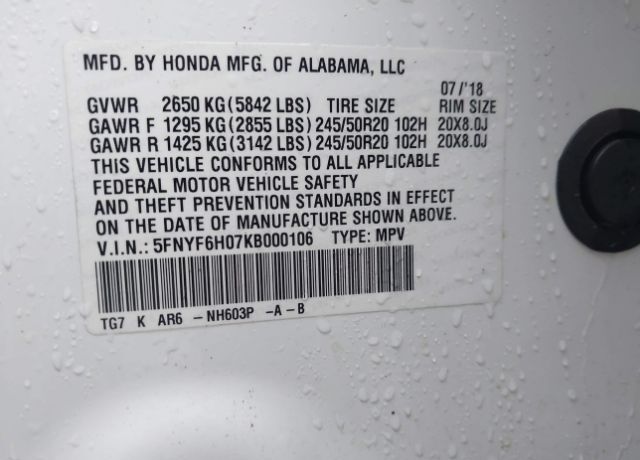 MFD. BY HONDA MFG. OF ALABAMA, LLC
07/'18
GVWR 2650 KG(5842 LBS) TIRE SIZE RIM SIZE
GAWR F 1295 KG(2855 LBS) 245/50R20 102H 20X8.0J
GAWR R 1425 KG(3142 LBS) 245/50R20 102H 20X8.0J
THIS VEHICLE CONFORMS TO ALL APPLICABLE
FEDERAL MOTOR VEHICLE SAFETY
AND THEFT PREVENTION STANDARDS IN EFFECT
ON THE DATE OF MANUFACTURE SHOWN ABOVE.
V.I.N.: 5FNYF6H07KB000106 TYPE: MPV
TG7 K AR6 -NH603P -A-B